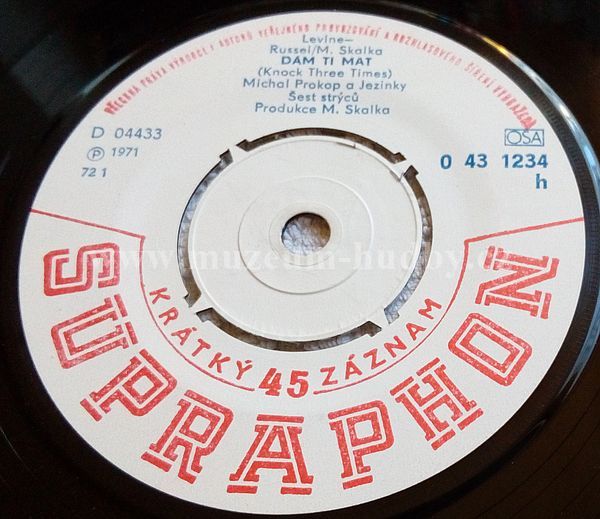 VŠECHNA PRÁVA VÝROBCE I AUTORŮ VEŘEJNÉHO PROVOZOVÁNÍ A ROZHLASOVÉHO ŠÍŘENÍ VYHRAZENA
Levine-
Russel/M. Skalka
DÁM TI MAT
(Knock Three Times)
Michal Prokop a Jezinky
Šest strýců
Produkce M. Skalka
D 04433
℗ 1971
72 1
OSA
0 43 1234
h
www.muzeum-hudby.cz
KRÁTKÝ 45 ZÁZNAM
SUPRAPHON